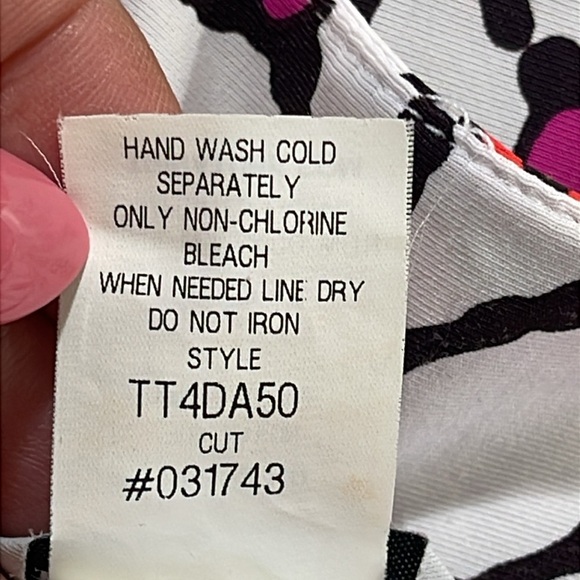 HAND WASH COLD
SEPARATELY
ONLY NON-CHLORINE
BLEACH
WHEN NEEDED LINE DRY
DO NOT IRON
STYLE
TT4DA50
CUT
#031743